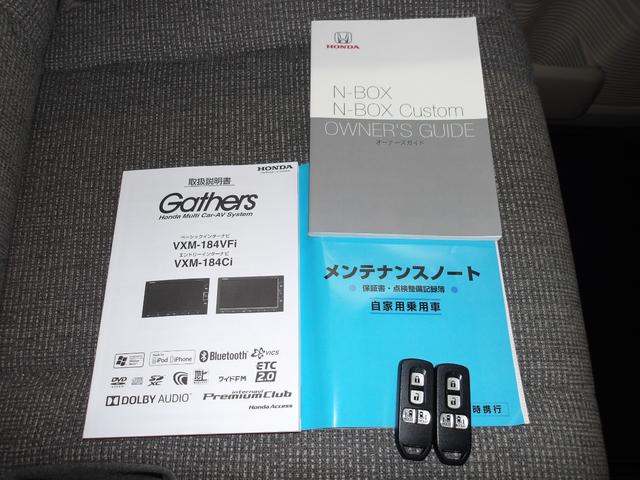 HONDA
N-BOX
N-BOX Custom
OWNER'S GUIDE
オーナーズガイド
取扱説明書
HONDA
Gathers
Honda Multi Car-AV System
ベーシックインターナビ
VXM-184VFi
エントリーインターナビ
VXM-184Ci
メンテナンスノート
保証書・点検整備記録簿
自家用乗用車
時携行
iPod iPhone
Bluetooth
VICS
DVD
SD XC
ワイドFM
ETC 2.0
DOLBY AUDIO
internavi
PremiumClub
Honda Access